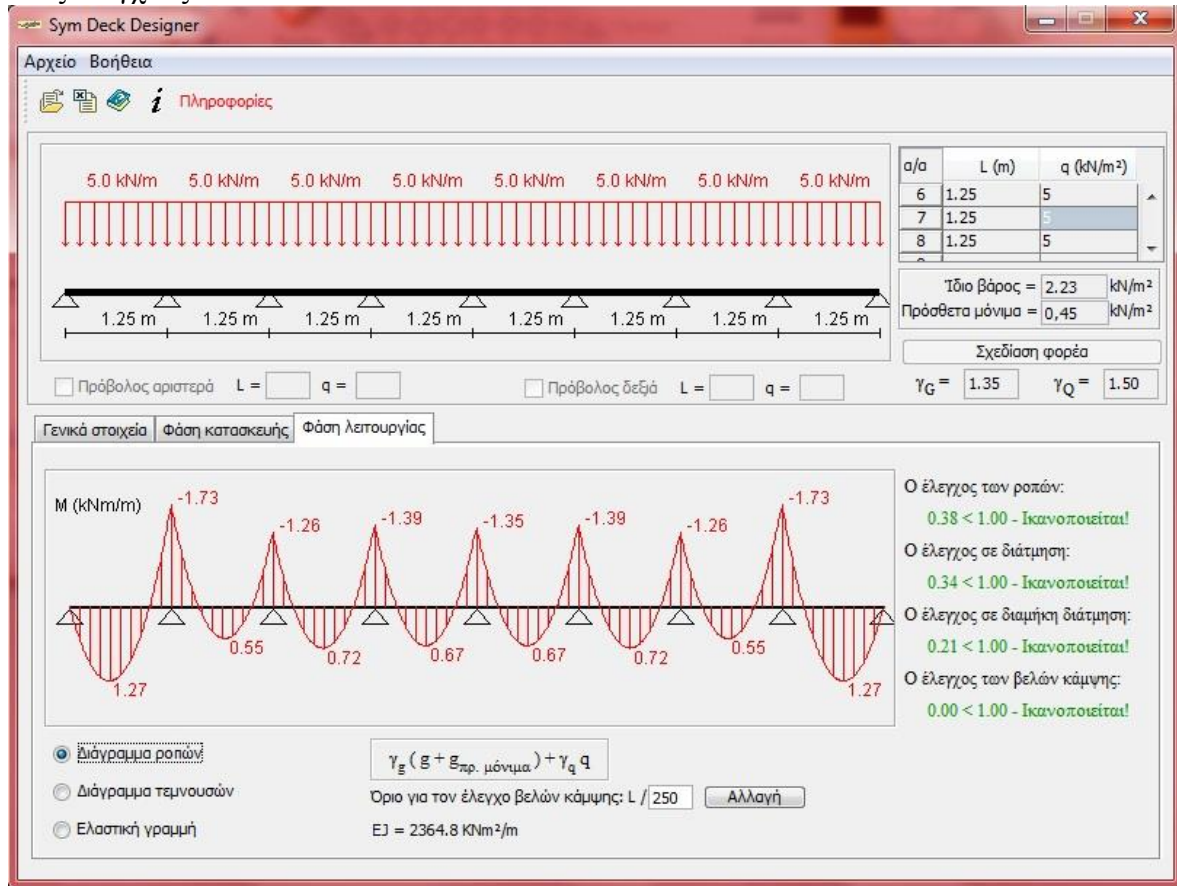 Sym Deck Designer
Αρχείο Βοήθεια
i Πληροφορίες
5.0 kN/m 5.0 kN/m 5.0 kN/m 5.0 kN/m 5.0 kN/m 5.0 kN/m 5.0 kN/m 5.0 kN/m
1.25 m 1.25 m 1.25 m 1.25 m 1.25 m 1.25 m 1.25 m 1.25 m
Πρόβολος αριστερά L = q = Πρόβολος δεξιά L = q =
α/α L (m) q (kN/m²)
6 1.25 5
7 1.25 5
8 1.25 5
Ίδιο βάρος = 2.23 kN/m²
Πρόσθετα μόνιμα = 0,45 kN/m²
Σχεδίαση φορέα
γG = 1.35 γQ = 1.50
Γενικά στοιχεία Φάση κατασκευής Φάση λειτουργίας
M (kNm/m)
-1.73 -1.26 -1.39 -1.35 -1.39 -1.26 -1.73
1.27 0.55 0.72 0.67 0.67 0.72 0.55 1.27
Ο έλεγχος των ροπών:
0.38 < 1.00 - Ικανοποιείται!
Ο έλεγχος σε διάτμηση:
0.34 < 1.00 - Ικανοποιείται!
Ο έλεγχος σε διαμήκη διάτμηση:
0.21 < 1.00 - Ικανοποιείται!
Ο έλεγχος των βελών κάμψης:
0.00 < 1.00 - Ικανοποιείται!
Διάγραμμα ροπών
Διάγραμμα τεμνουσών
Ελαστική γραμμή
γg ( g + gπρ. μόνιμα ) + γq q
Όριο για τον έλεγχο βελών κάμψης: L / 250 Αλλαγή
EJ = 2364.8 KNm²/m